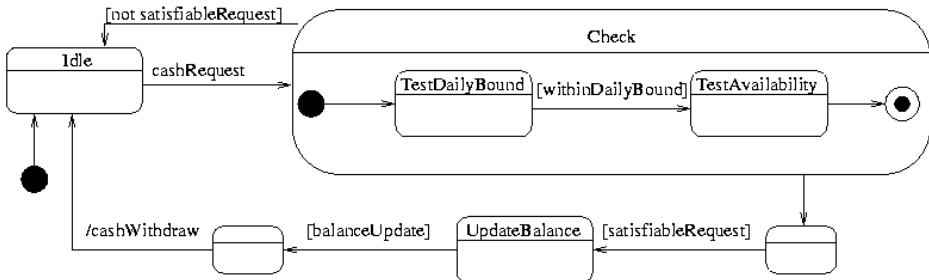 [not satisfiableRequest]
Check
Idle
cashRequest
TestDailyBound
[withinDailyBound]
TestAvailability
/cashWithdraw
[balanceUpdate]
UpdateBalance
[satisfiableRequest]